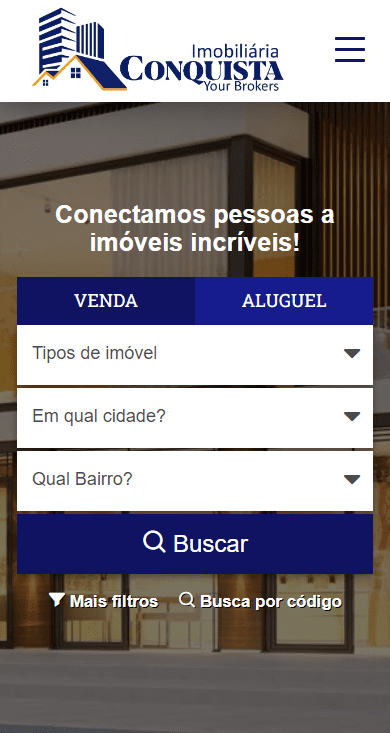 Imobiliária
CONQUISTA
Your Brokers
Conectamos pessoas a
imóveis incríveis!
VENDA
ALUGUEL
Tipos de imóvel
Em qual cidade?
Qual Bairro?
Buscar
Mais filtros
Busca por código